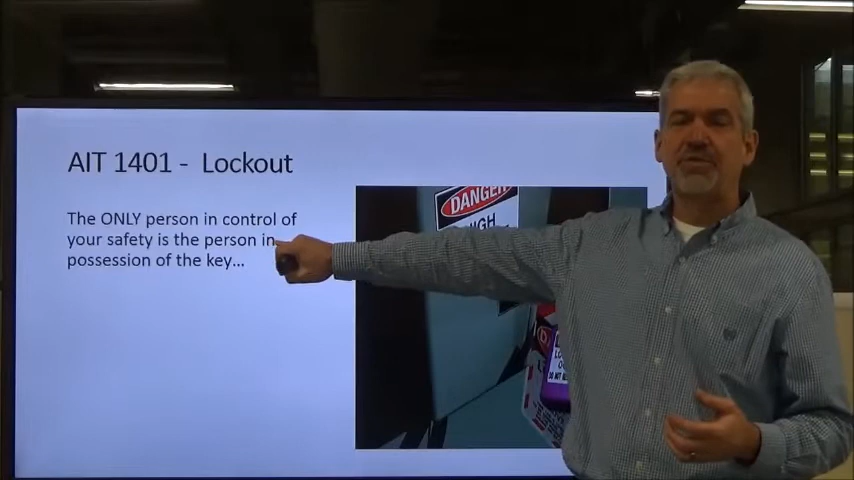 AIT 1401 - Lockout
The ONLY person in control of
your safety is the person in
possession of the key...
DANGER
HIGH